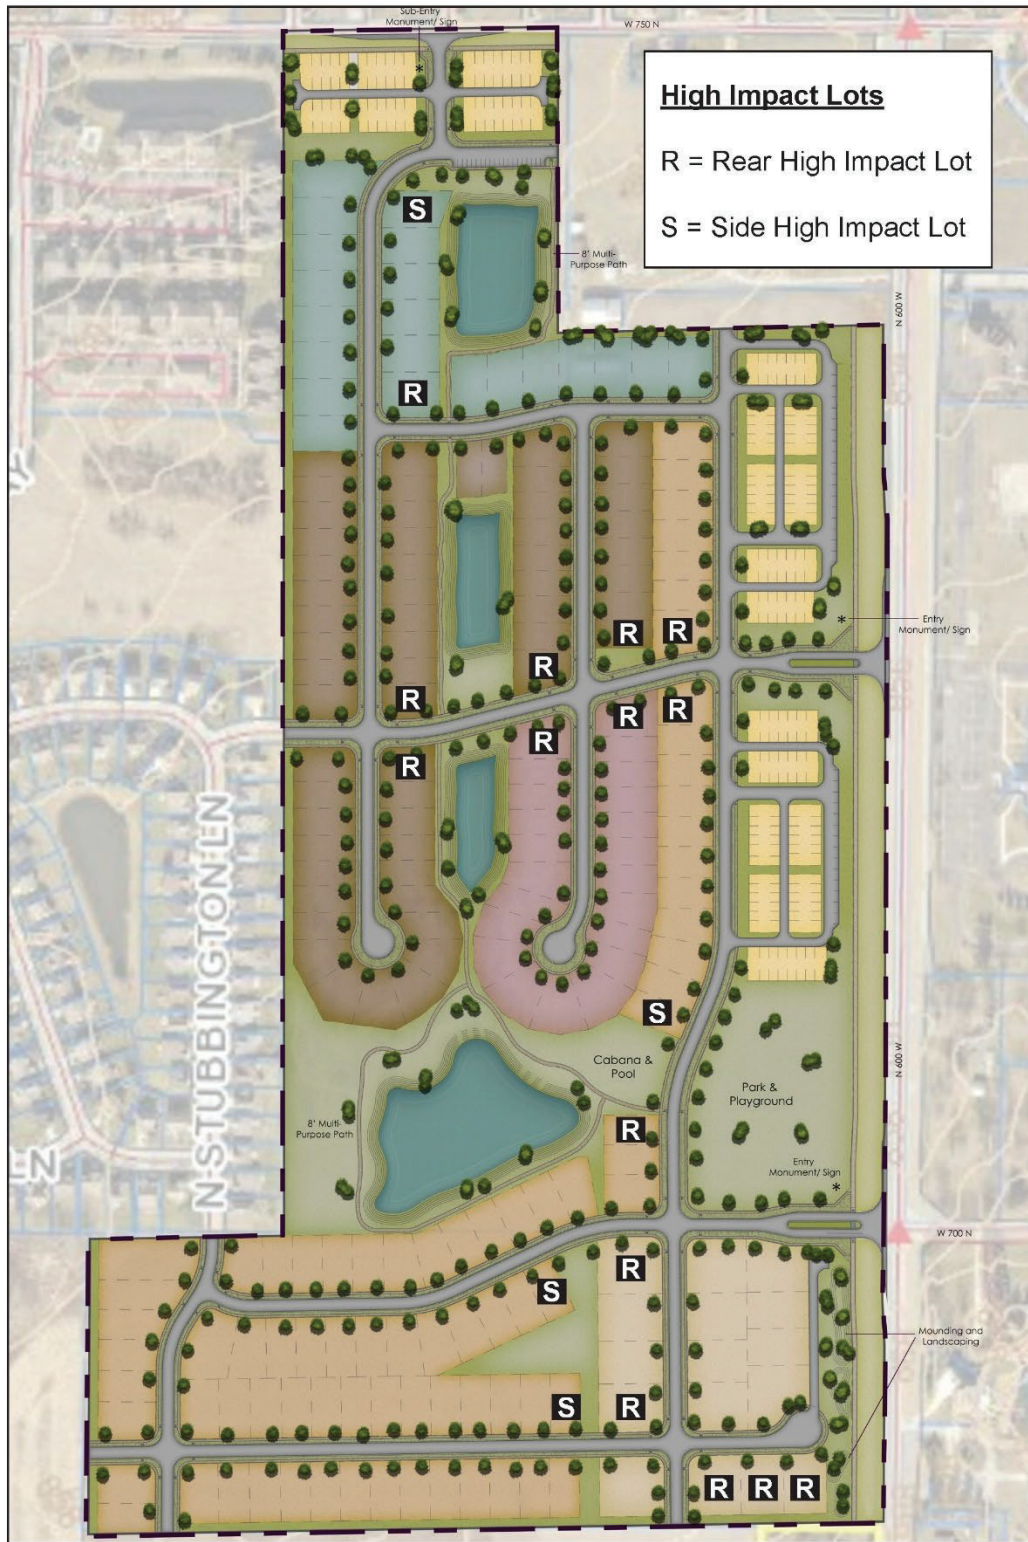 Sub-Entry
Monument/ Sign
*
W 750 N
High Impact Lots
R = Rear High Impact Lot
S = Side High Impact Lot
S
8' Multi-
Purpose Path
N 600 W
R
R
R
Entry
Monument/ Sign
*
R
R
R
R
R
R
N STUBBINGTON LN
S
Cabana &
Pool
N 600 W
Park &
Playground
8' Multi-
Purpose Path
R
LN
Entry
Monument/ Sign
*
W 700 N
R
S
Mounding and
Landscaping
S
R
R
R
R